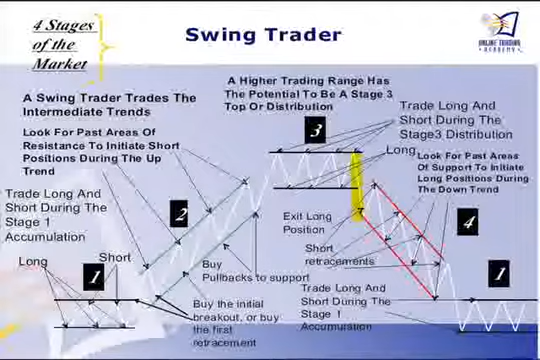 4 Stages
of the
Market
Swing Trader
ONLINE TRADING
ACADEMY
A Swing Trader Trades The
Intermediate Trends
Look For Past Areas Of
Resistance To Initiate Short
Positions During The Up
Trend
A Higher Trading Range Has
The Potential To Be A Stage 3
Top Or Distribution
3
Trade Long And
Short During The
Stage3 Distribution
Long
Look For Past Areas
Of Support To Initiate
Long Positions During
The Down Trend
Trade Long And
Short During The
Stage 1
Accumulation
2
Exit Long
Position
4
Short
retracements
Long
Short
1
Buy
Pullbacks to support
1
Buy the initial
breakout, or buy
the first
retracement
Trade Long And
Short During The
Stage 1
Accumulation